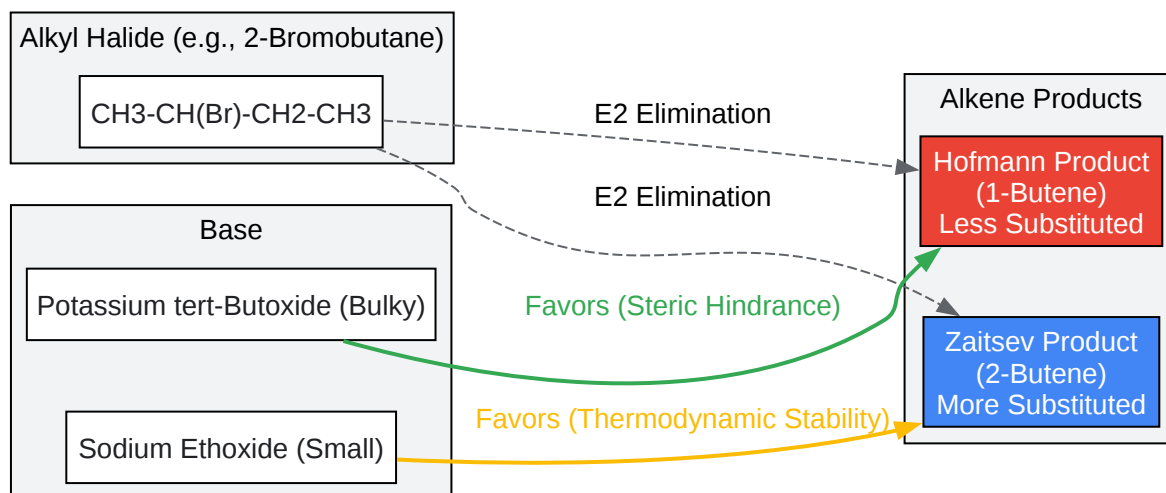 Alkyl Halide (e.g., 2-Bromobutane)
CH3-CH(Br)-CH2-CH3
Base
Potassium tert-Butoxide (Bulky)
Sodium Ethoxide (Small)
E2 Elimination
E2 Elimination
Favors (Steric Hindrance)
Favors (Thermodynamic Stability)
Alkene Products
Hofmann Product
(1-Butene)
Less Substituted
Zaitsev Product
(2-Butene)
More Substituted